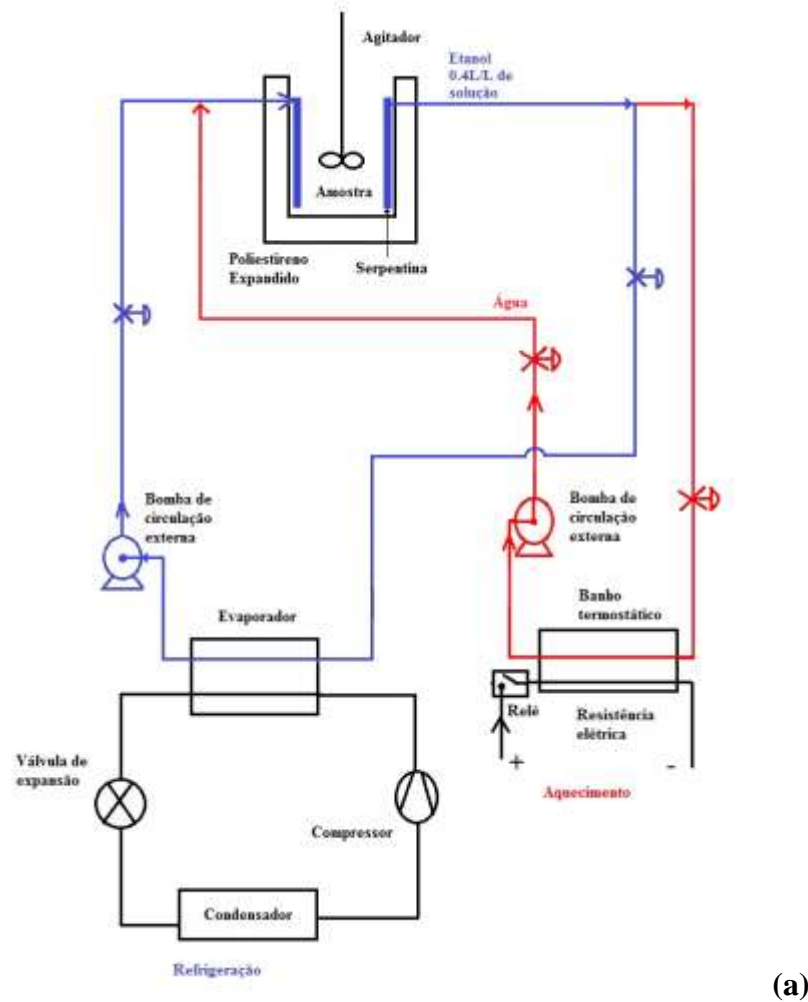 Agitador
Etanol
0.4L/L de
solução
Amostra
Poliestireno
Expandido
Serpentina
Água
Bomba de
circulação
externa
Bomba de
circulação
externa
Evaporador
Banho
termostático
Relé
Resistência
elétrica
+
-
Válvula de
expansão
Aquecimento
Compressor
Condensador
Refrigeração
(a)